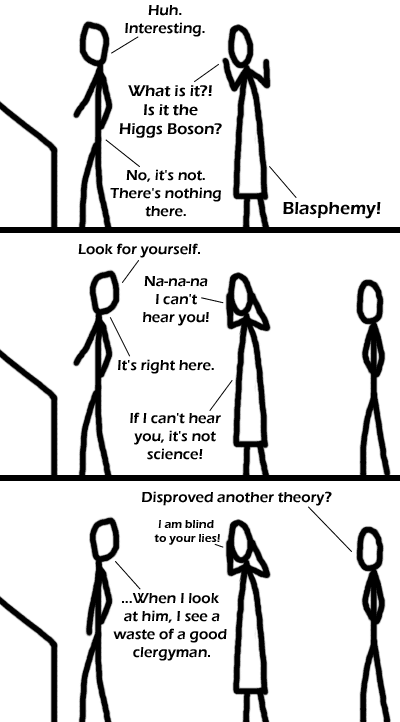 Huh.
Interesting.
What is it?!
Is it the
Higgs Boson?
No, it's not.
There's nothing
there.
Blasphemy!
Look for yourself.
Na-na-na
I can't
hear you!
It's right here.
If I can't hear
you, it's not
science!
Disproved another theory?
I am blind
to your lies!
...When I look
at him, I see a
waste of a good
clergyman.